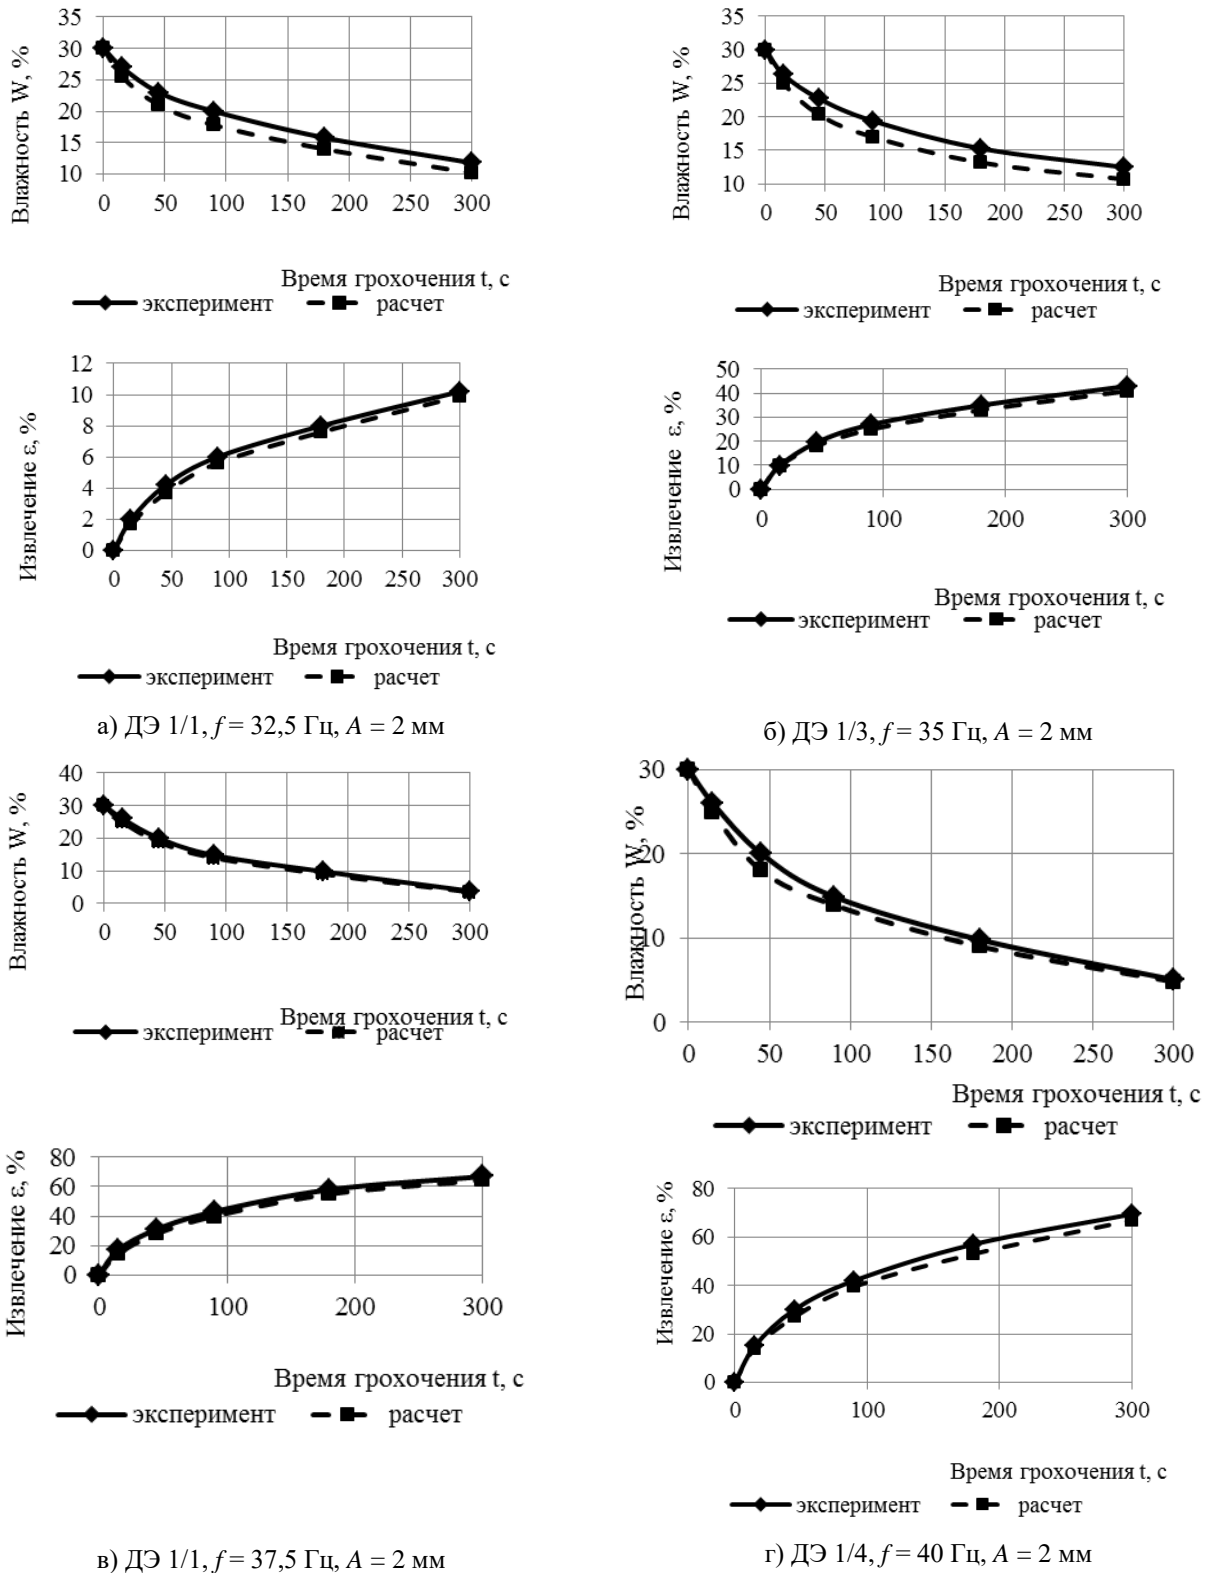 Влажность W, %
35
30
25
20
15
10
0 50 100 150 200 250 300
Время грохочения t, с
эксперимент расчет
Влажность W, %
35
30
25
20
15
10
0 50 100 150 200 250 300
Время грохочения t, с
эксперимент расчет
Извлечение ε, %
12
10
8
6
4
2
0
0 50 100 150 200 250 300
Время грохочения t, с
эксперимент расчет
а) ДЭ 1/1, f = 32,5 Гц, A = 2 мм
Извлечение ε, %
50
40
30
20
10
0
0 100 200 300
Время грохочения t, с
эксперимент расчет
б) ДЭ 1/3, f = 35 Гц, A = 2 мм
Влажность W, %
40
30
20
10
0
0 50 100 150 200 250 300
Время грохочения t, с
эксперимент расчет
Влажность W, %
30
20
10
0
0 50 100 150 200 250 300
Время грохочения t, с
эксперимент расчет
Извлечение ε, %
80
60
40
20
0
0 100 200 300
Время грохочения t, с
эксперимент расчет
в) ДЭ 1/1, f = 37,5 Гц, A = 2 мм
Извлечение ε, %
80
60
40
20
0
0 100 200 300
Время грохочения t, с
эксперимент расчет
г) ДЭ 1/4, f = 40 Гц, A = 2 мм